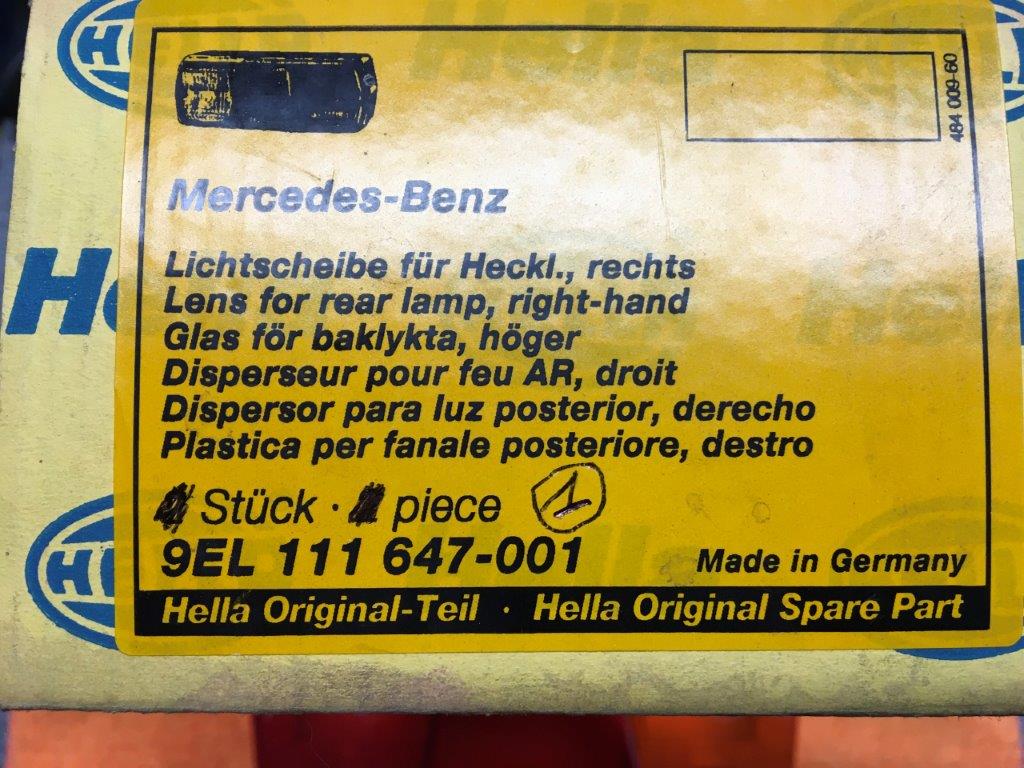 484 009-60
Mercedes-Benz
Lichtscheibe für Heckl., rechts
Lens for rear lamp, right-hand
Glas för baklykta, höger
Disperseur pour feu AR, droit
Dispersor para luz posterior, derecho
Plastica per fanale posteriore, destro
Stück · piece 1
9EL 111 647-001
Made in Germany
Hella Original-Teil · Hella Original Spare Part